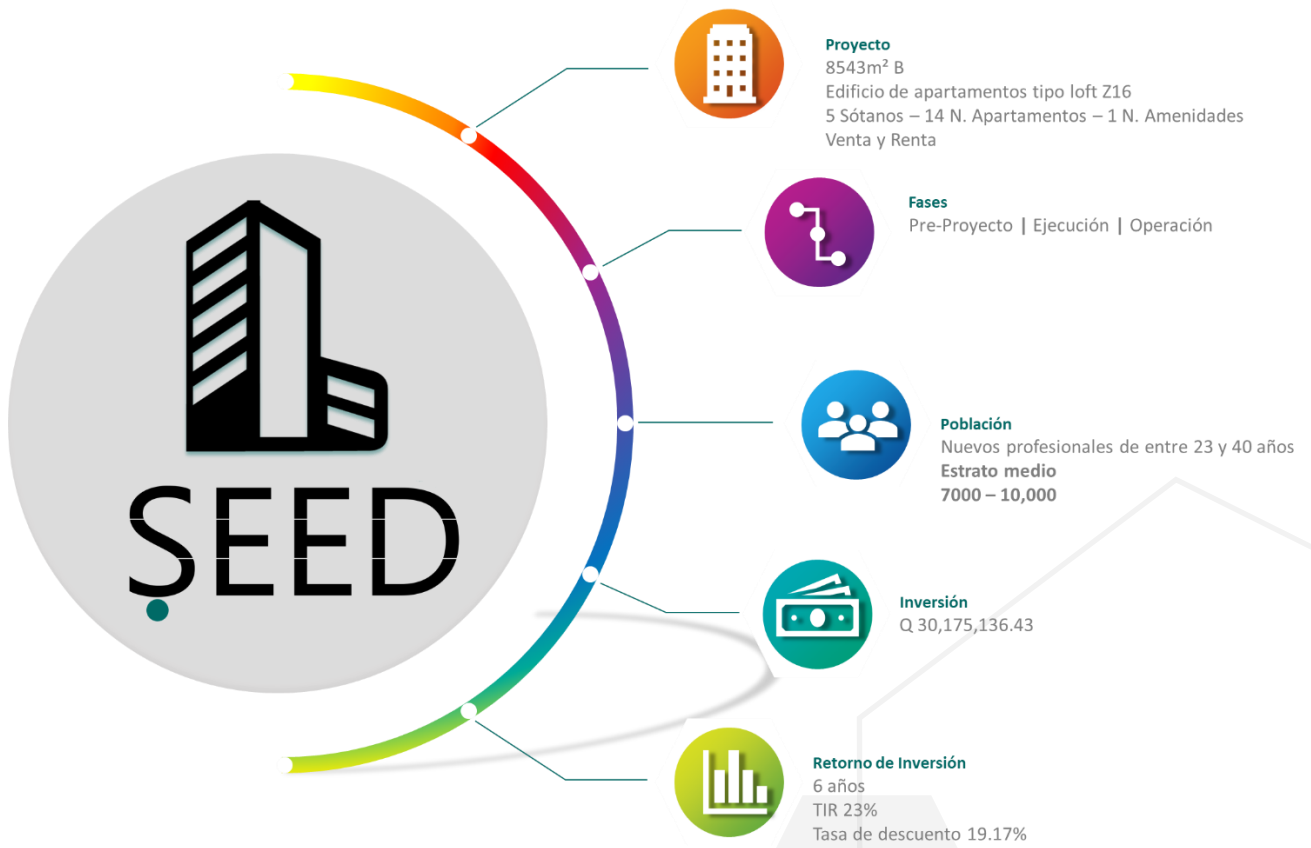 SEED
Proyecto
8543m² B
Edificio de apartamentos tipo loft Z16
5 Sótanos – 14 N. Apartamentos – 1 N. Amenidades
Venta y Renta
Fases
Pre-Proyecto | Ejecución | Operación
Población
Nuevos profesionales de entre 23 y 40 años
Estrato medio
7000 – 10,000
Inversión
Q 30,175,136.43
Retorno de Inversión
6 años
TIR 23%
Tasa de descuento 19.17%